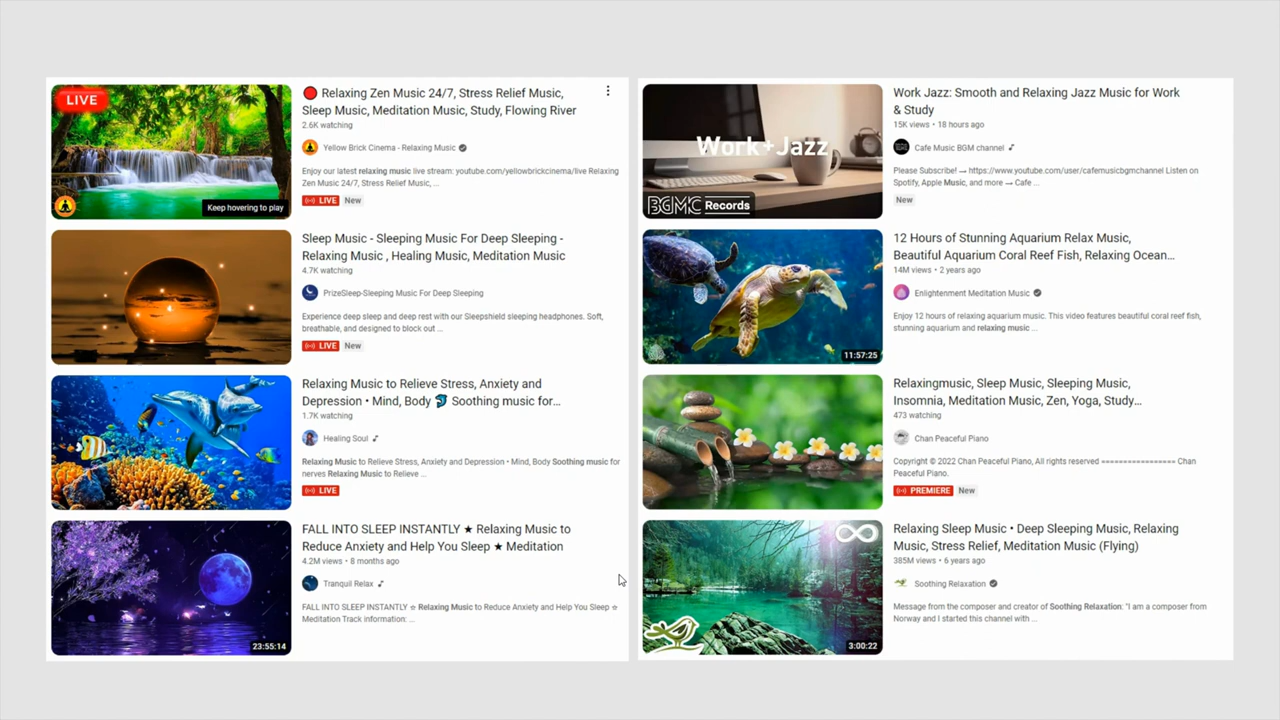 LIVE
Keep hovering to play
🔴 Relaxing Zen Music 24/7, Stress Relief Music,
Sleep Music, Meditation Music, Study, Flowing River
2.6K watching
Yellow Brick Cinema - Relaxing Music
Enjoy our latest relaxing music live stream: youtube.com/yellowbrickcinema/live Relaxing
Zen Music 24/7, Stress Relief Music, ...
LIVE New
Sleep Music - Sleeping Music For Deep Sleeping -
Relaxing Music , Healing Music, Meditation Music
4.7K watching
PrizeSleep-Sleeping Music For Deep Sleeping
Experience deep sleep and deep rest with our Sleepshield sleeping headphones. Soft,
breathable, and designed to block out ...
LIVE New
Relaxing Music to Relieve Stress, Anxiety and
Depression • Mind, Body 🐬 Soothing music for...
1.7K watching
Healing Soul ♪
Relaxing Music to Relieve Stress, Anxiety and Depression • Mind, Body Soothing music for
nerves Relaxing Music to Relieve ...
LIVE
23:55:14
FALL INTO SLEEP INSTANTLY ★ Relaxing Music to
Reduce Anxiety and Help You Sleep ★ Meditation
4.2M views • 8 months ago
Tranquil Relax ♪
FALL INTO SLEEP INSTANTLY ☆ Relaxing Music to Reduce Anxiety and Help You Sleep ☆
Meditation Track information: ...
Work+Jazz
BGMC Records
Work Jazz: Smooth and Relaxing Jazz Music for Work
& Study
15K views • 18 hours ago
Cafe Music BGM channel ♪
Please Subscribe! → https://www.youtube.com/user/cafemusicbgmchannel Listen on
Spotify, Apple Music, and more → Cafe ...
New
11:57:25
12 Hours of Stunning Aquarium Relax Music,
Beautiful Aquarium Coral Reef Fish, Relaxing Ocean...
14M views • 2 years ago
Enlightenment Meditation Music
Enjoy 12 hours of relaxing aquarium music. This video features beautiful coral reef fish,
stunning aquarium and relaxing music ...
Relaxingmusic, Sleep Music, Sleeping Music,
Insomnia, Meditation Music, Zen, Yoga, Study...
473 watching
Chan Peaceful Piano
Copyright © 2022 Chan Peaceful Piano, All rights reserved ================= Chan
Peaceful Piano.
PREMIERE New
3:00:22
Relaxing Sleep Music • Deep Sleeping Music, Relaxing
Music, Stress Relief, Meditation Music (Flying)
385M views • 6 years ago
Soothing Relaxation
Message from the composer and creator of Soothing Relaxation: "I am a composer from
Norway and I started this channel with ...